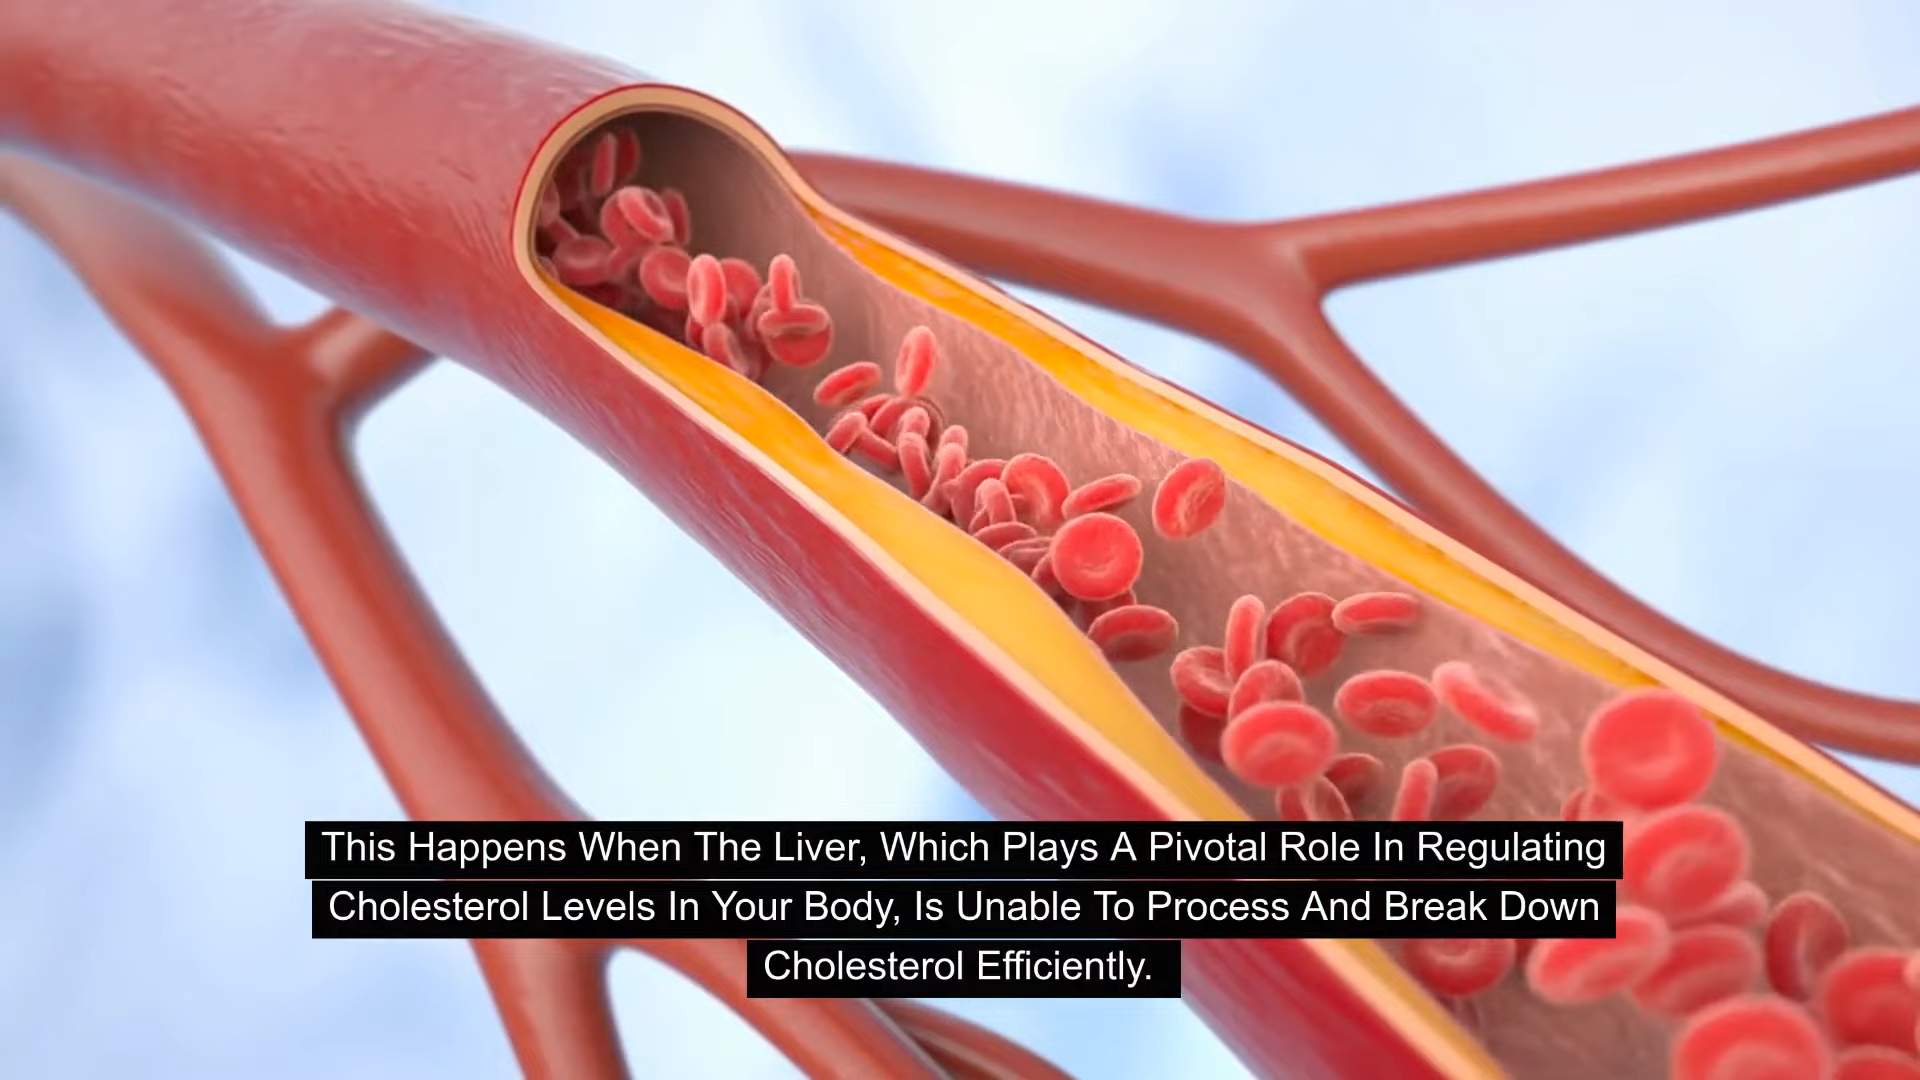 This Happens When The Liver, Which Plays A Pivotal Role In Regulating
Cholesterol Levels In Your Body, Is Unable To Process And Break Down
Cholesterol Efficiently.